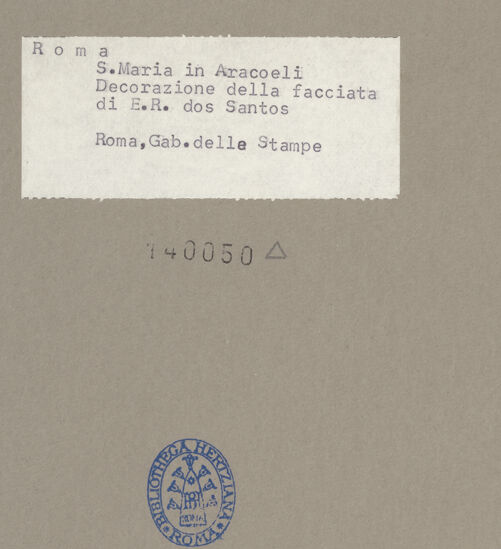 Roma
S.Maria in Aracoeli
Decorazione della facciata
di E.R. dos Santos
Roma,Gab.delle Stampe
140050
BIBLIOTHECA HERTZIANA
ROMA